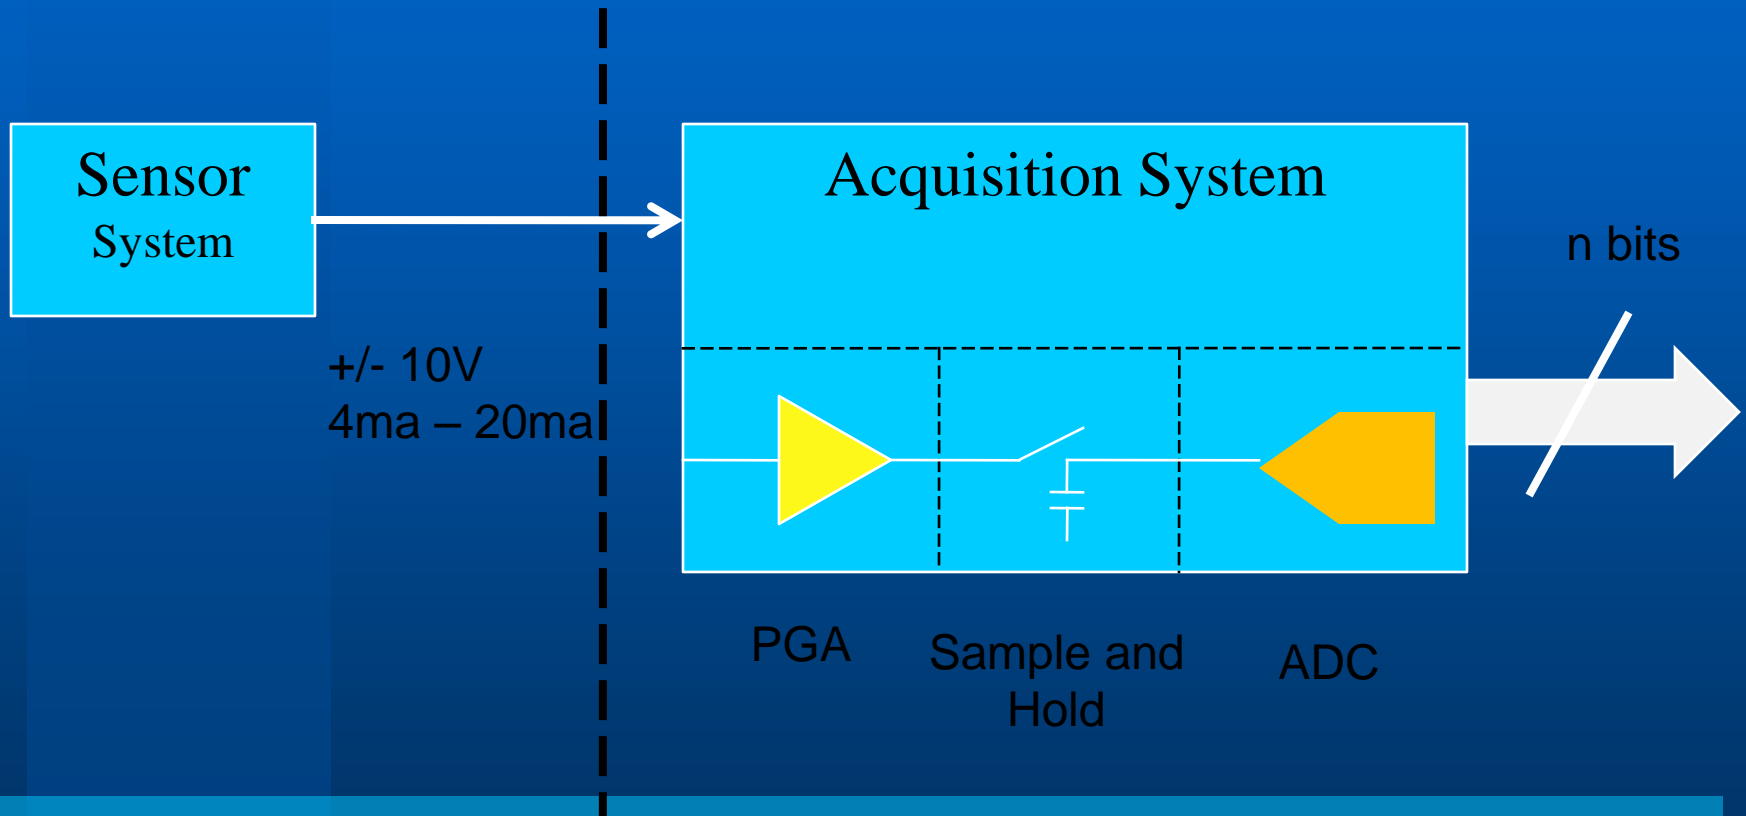 Sensor
System
+/- 10V
4ma – 20ma
Acquisition System
n bits
PGA
Sample and
Hold
ADC